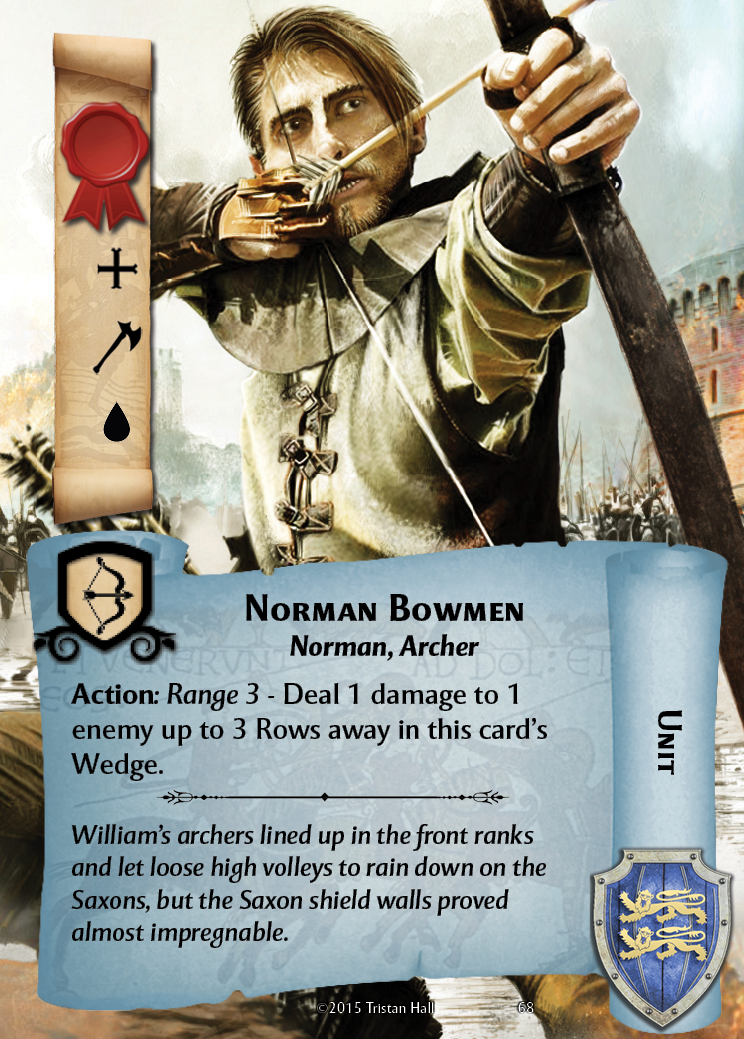 Norman Bowmen
Norman, Archer
Action: Range 3 - Deal 1 damage to 1
enemy up to 3 Rows away in this card's
Wedge.
William's archers lined up in the front ranks
and let loose high volleys to rain down on the
Saxons, but the Saxon shield walls proved
almost impregnable.
Unit
©2015 Tristan Hall 68